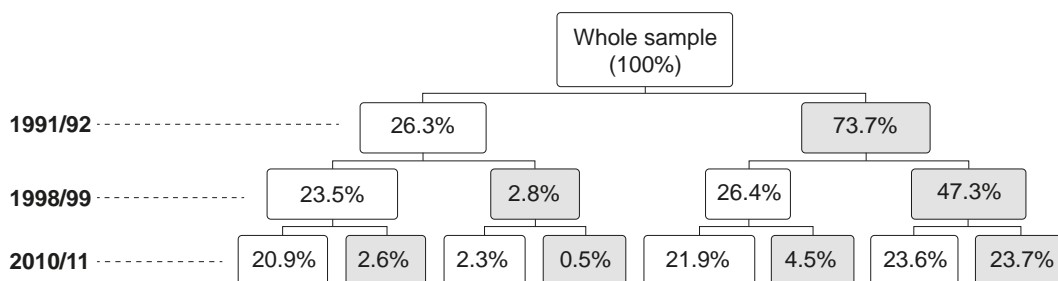 Whole sample
(100%)
1991/92 26.3% 73.7%
1998/99 23.5% 2.8% 26.4% 47.3%
2010/11 20.9% 2.6% 2.3% 0.5% 21.9% 4.5% 23.6% 23.7%